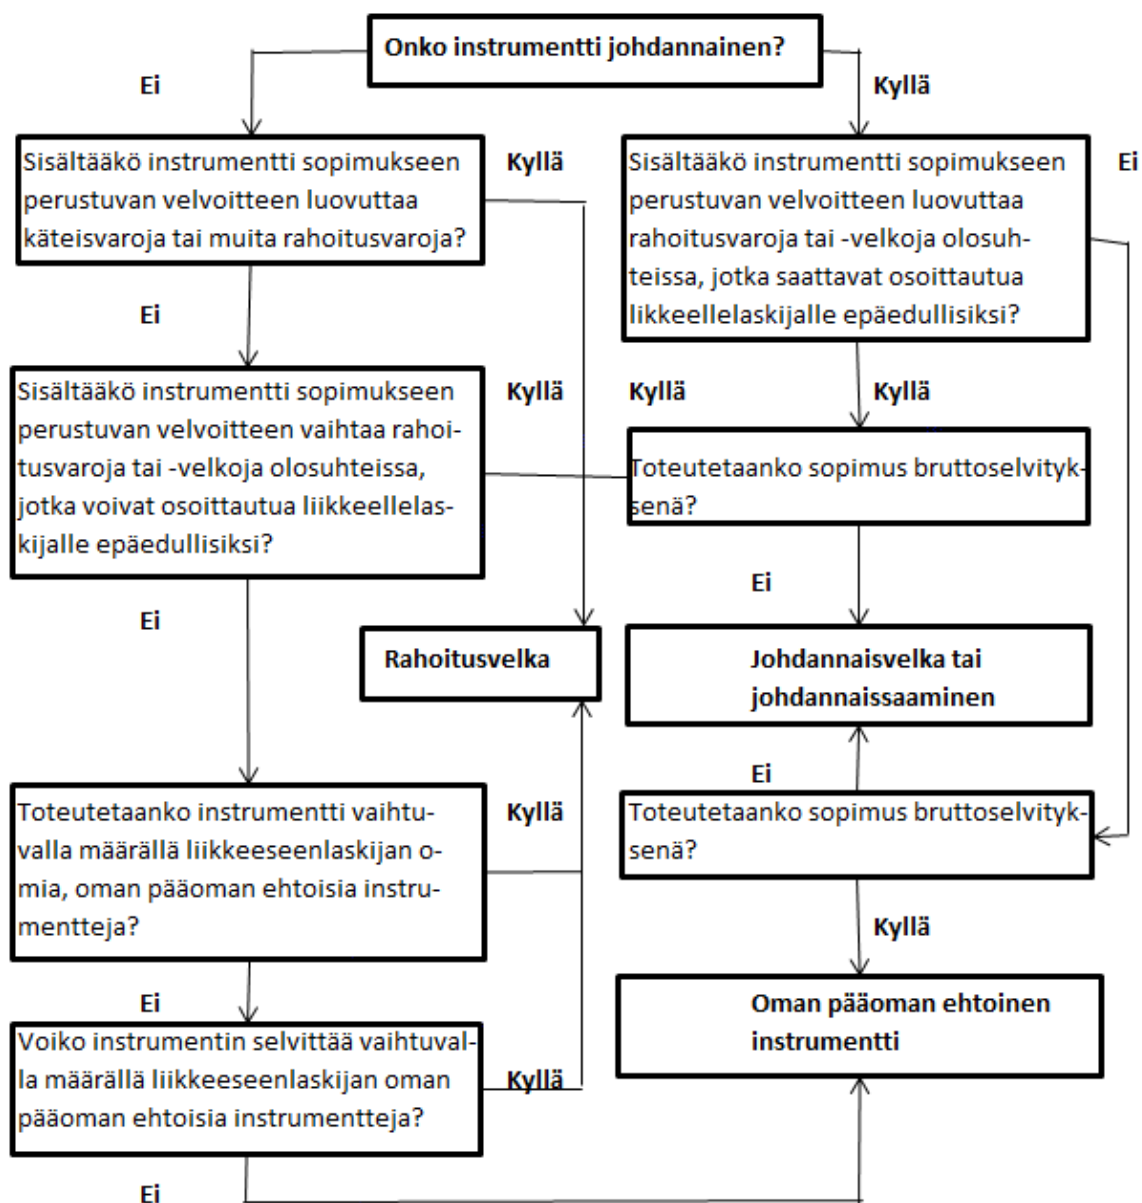 Onko instrumentti johdannainen?
Ei
Kyllä
Sisältääkö instrumentti sopimukseen
perustuvan velvoitteen luovuttaa
käteisvaroja tai muita rahoitusvaroja?
Kyllä
Sisältääkö instrumentti sopimukseen
perustuvan velvoitteen luovuttaa
rahoitusvaroja tai -velkoja olosuh-
teissa, jotka saattavat osoittautua
likkeellelaskijalle epäedullisiksi?
Ei
Ei
Sisältääkö instrumentti sopimukseen
perustuvan velvoitteen vaihtaa rahoi-
tusvaroja tai -velkoja olosuhteissa,
jotka voivat osoittautua liikkeellelas-
kijalle epäedullisiksi?
Kyllä
Kyllä
Kyllä
Toteutetaanko sopimus bruttoselvityk-
senä?
Ei
Ei
Rahoitusvelka
Johdannaisvelka tai
johdannaissaaminen
Ei
Toteutetaanko instrumentti vaihtu-
valla määrällä liikkeeseenlaskijan o-
mia, oman pääoman ehtoisia instru-
mentteja?
Kyllä
Toteutetaanko sopimus bruttoselvityk-
senä?
Kyllä
Ei
Voiko instrumentin selvittää vaihtuval-
la määrällä liikkeeseenlaskijan oman
pääoman ehtoisia instrumentteja?
Kyllä
Oman pääoman ehtoinen
instrumentti
Ei